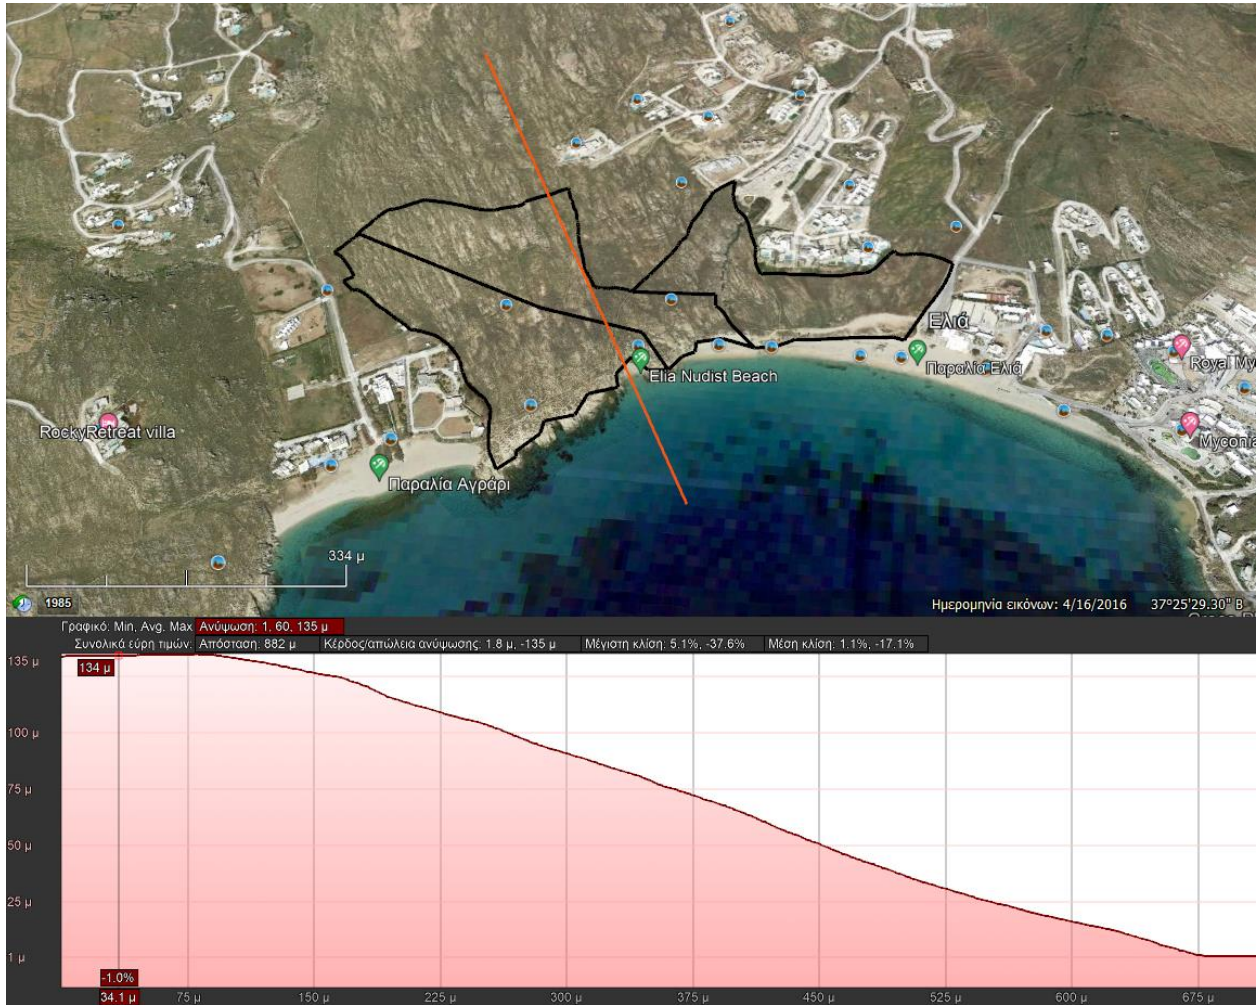 Ελιά
Royal My
Elia Nudist Beach
Παραλία Ελιά
RockyRetreat villa
Myconia
Παραλία Αγράρι
334 μ
1985
Ημερομηνία εικόνων: 4/16/2016 37°25'29.30" Β
Γραφικό: Min, Avg, Max Ανύψωση: 1, 60, 135 μ
Συνολικά εύρη τιμών: Απόσταση: 882 μ Κέρδος/απώλεια ανύψωσης: 1.8 μ, -135 μ Μέγιστη κλίση: 5.1%, -37.6% Μέση κλίση: 1.1%, -17.1%
135 μ
134 μ
100 μ
75 μ
50 μ
25 μ
1 μ
-1.0%
34.1 μ 75 μ 150 μ 225 μ 300 μ 375 μ 450 μ 525 μ 600 μ 675 μ